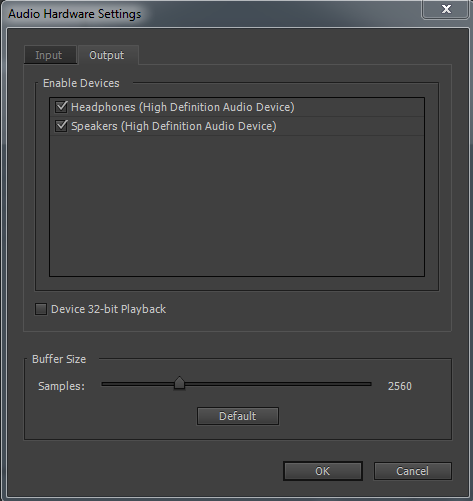 Audio Hardware Settings
Input Output
Enable Devices
Headphones (High Definition Audio Device)
Speakers (High Definition Audio Device)
Device 32-bit Playback
Buffer Size
Samples: 2560
Default
OK Cancel